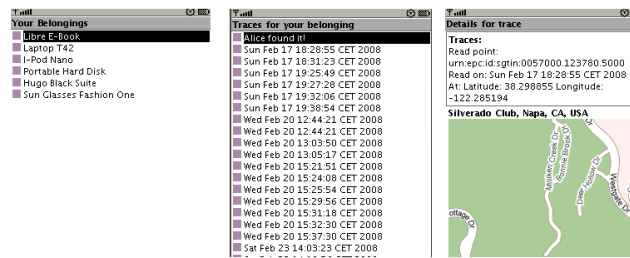 Your Belongings
Libre E-Book
Laptop T42
I-Pod Nano
Portable Hard Disk
Hugo Black Suite
Sun Glasses Fashion One
Traces for your belonging
Alice found it!
Sun Feb 17 18:28:55 CET 2008
Sun Feb 17 18:31:23 CET 2008
Sun Feb 17 19:25:49 CET 2008
Sun Feb 17 19:27:28 CET 2008
Sun Feb 17 19:32:06 CET 2008
Sun Feb 17 19:38:54 CET 2008
Wed Feb 20 12:44:21 CET 2008
Wed Feb 20 12:44:21 CET 2008
Wed Feb 20 13:03:50 CET 2008
Wed Feb 20 13:05:17 CET 2008
Wed Feb 20 15:21:51 CET 2008
Wed Feb 20 15:24:08 CET 2008
Wed Feb 20 15:25:54 CET 2008
Wed Feb 20 15:29:56 CET 2008
Wed Feb 20 15:31:18 CET 2008
Wed Feb 20 15:32:30 CET 2008
Wed Feb 20 15:37:30 CET 2008
Sat Feb 23 14:03:23 CET 2008
Details for trace
Traces:
Read point:
urn:epc:id:sgtin:0057000.123780.5000
Read on: Sun Feb 17 18:28:55 CET 2008
At: Latitude: 38.298855 Longitude:
-122.285194
Silverado Club, Napa, CA, USA
Milliken Creek Dr
Bonnie Brook Dr
Deer Hollow Dr
Westgate Dr
ottage Dr